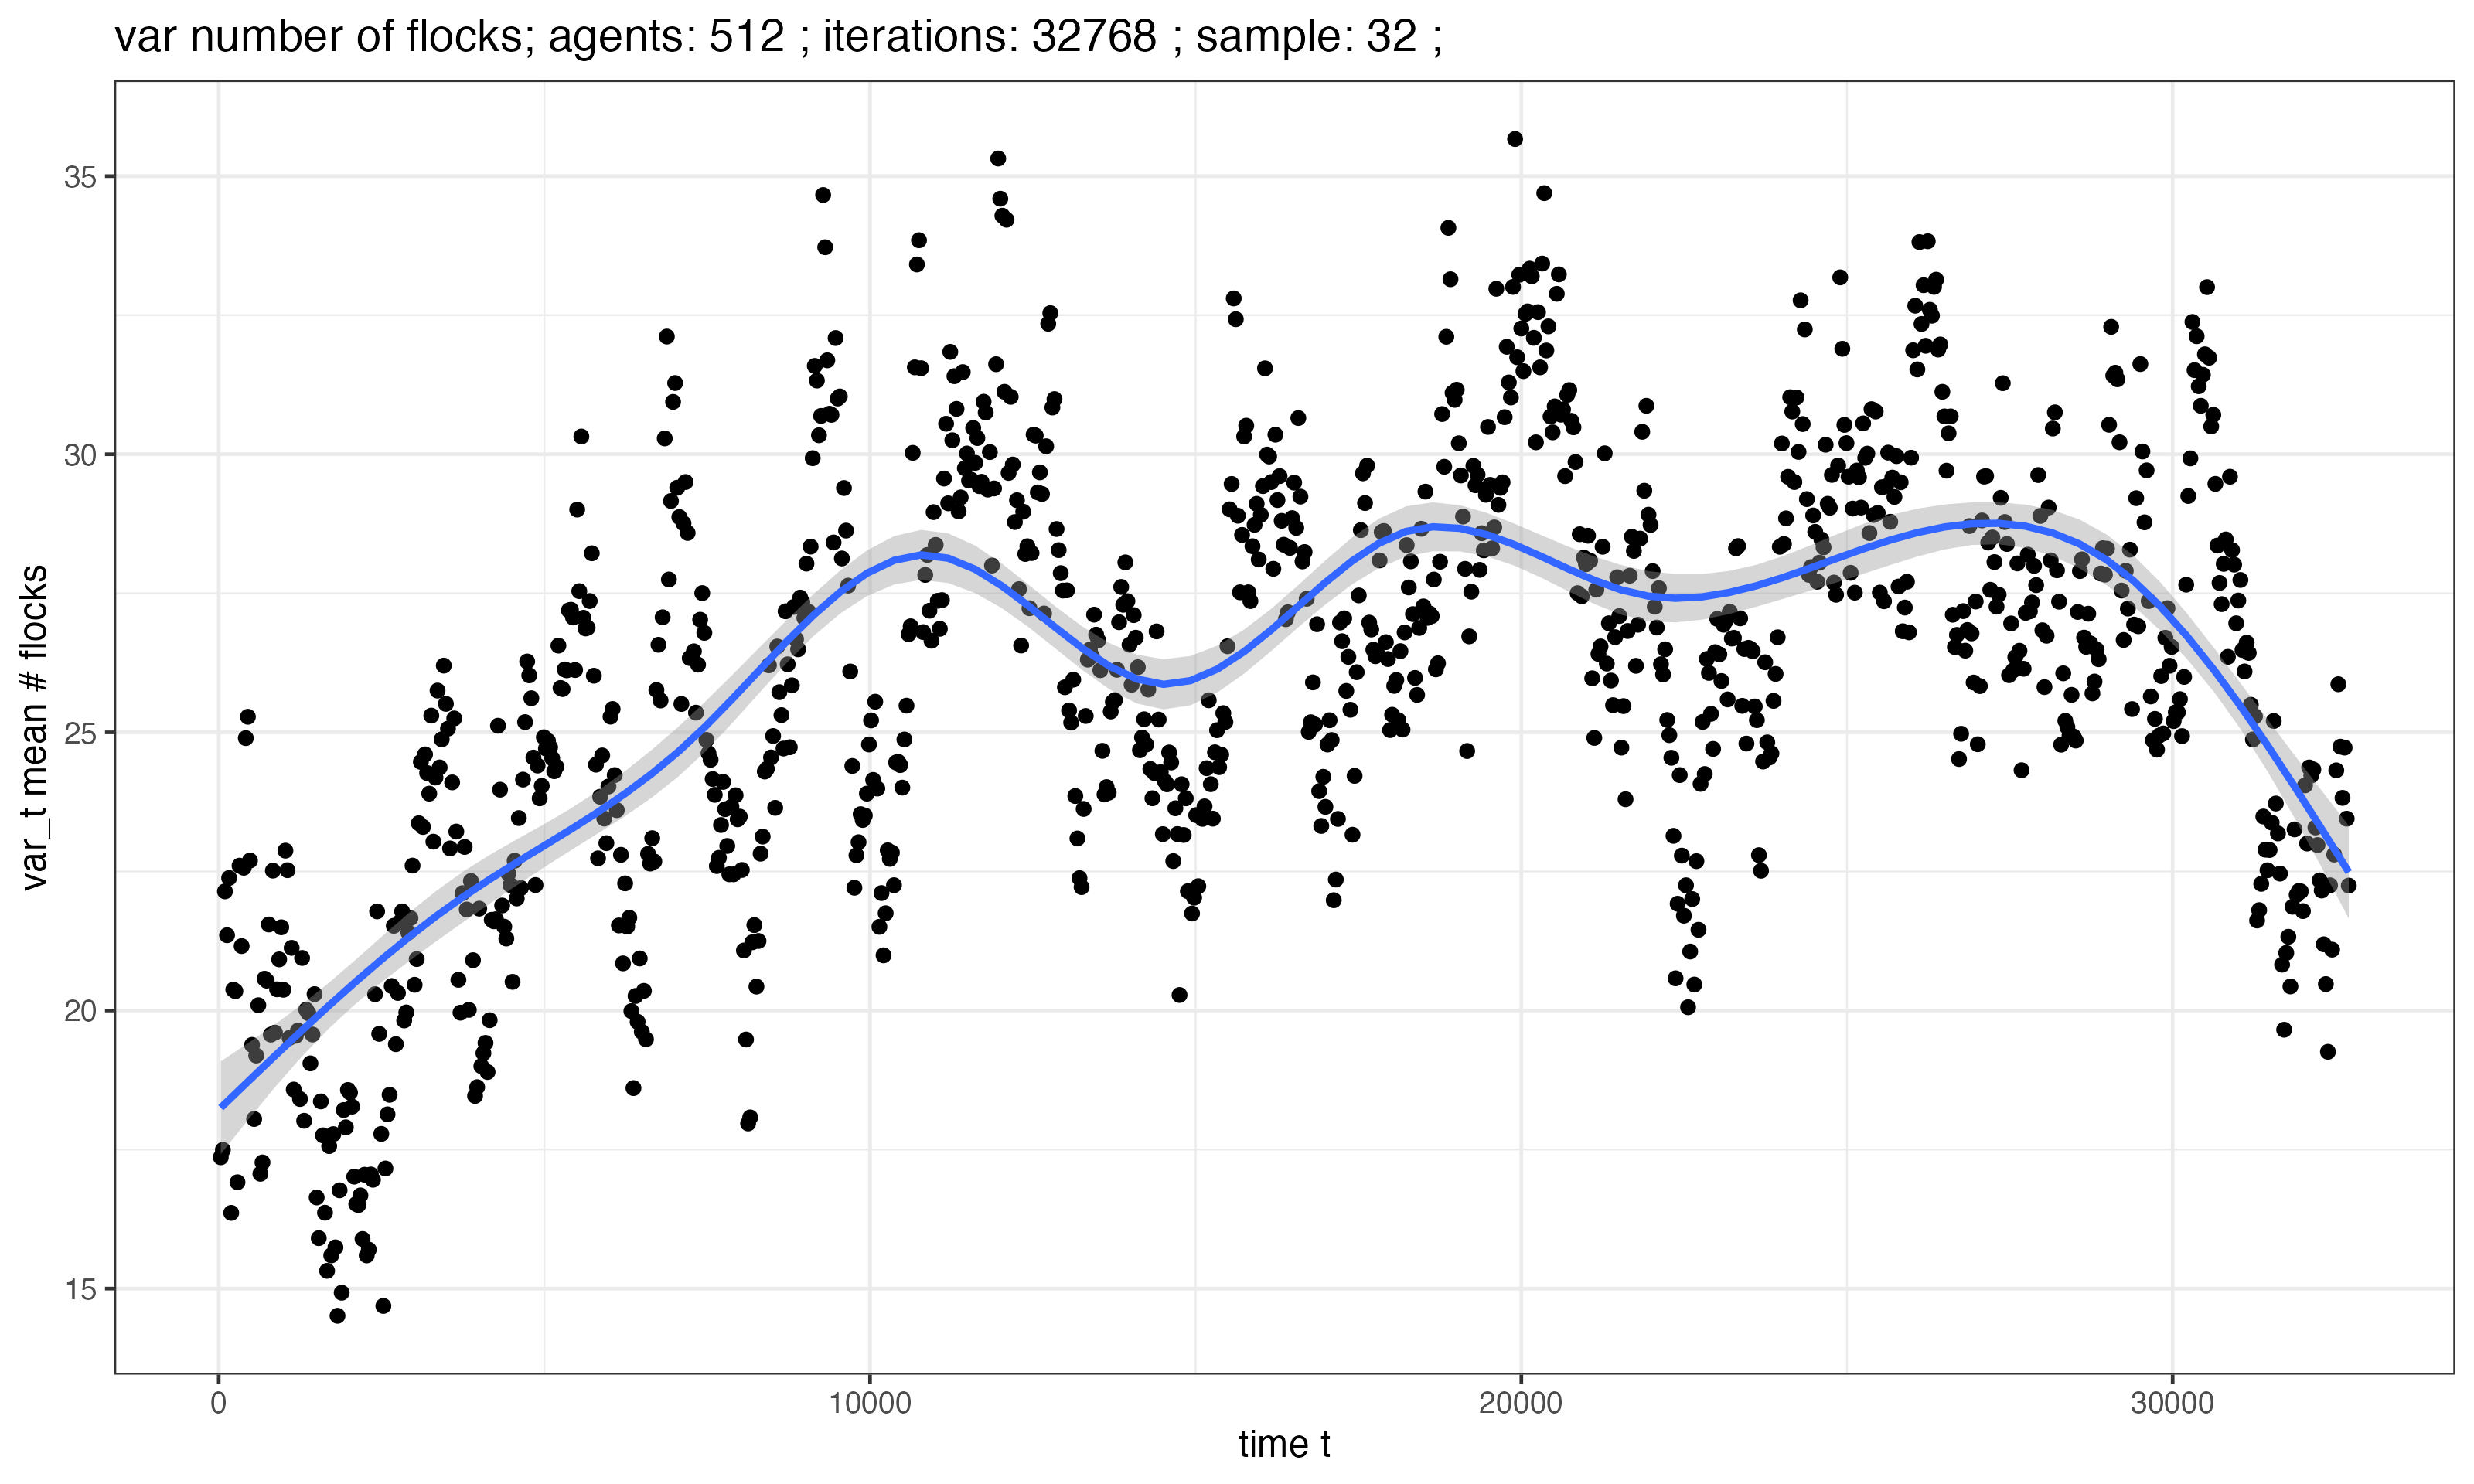 var number of flocks; agents: 512 ; iterations: 32768 ; sample: 32 ;
var_t mean # flocks
35
30
25
20
15
0 10000 20000 30000
time t